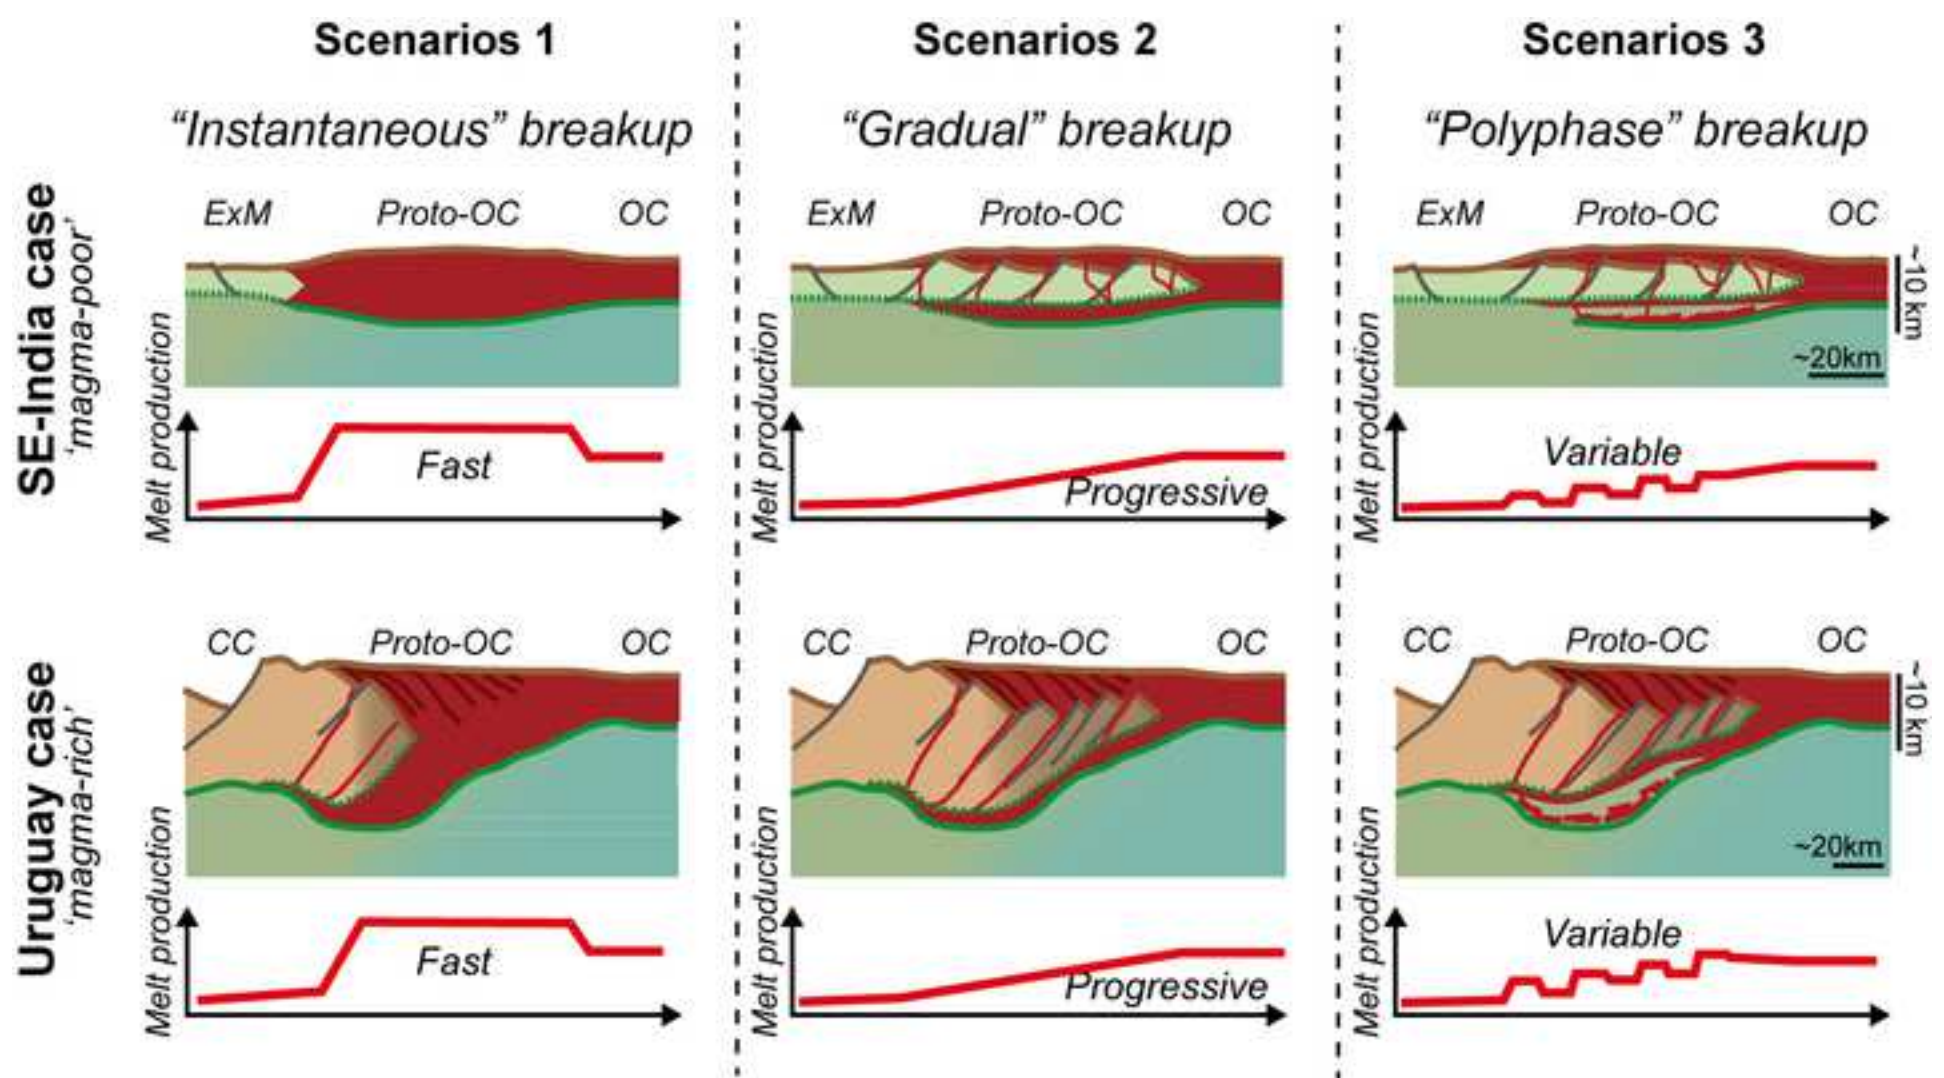 Scenarios 1
Scenarios 2
Scenarios 3
“Instantaneous” breakup
“Gradual” breakup
“Polyphase” breakup
SE-India case
‘magma-poor’
ExM
Proto-OC
OC
ExM
Proto-OC
OC
ExM
Proto-OC
OC
~10 km
~20km
Melt production
Fast
Melt production
Progressive
Melt production
Variable
Uruguay case
‘magma-rich’
CC
Proto-OC
OC
CC
Proto-OC
OC
CC
Proto-OC
OC
~10 km
~20km
Melt production
Fast
Melt production
Progressive
Melt production
Variable